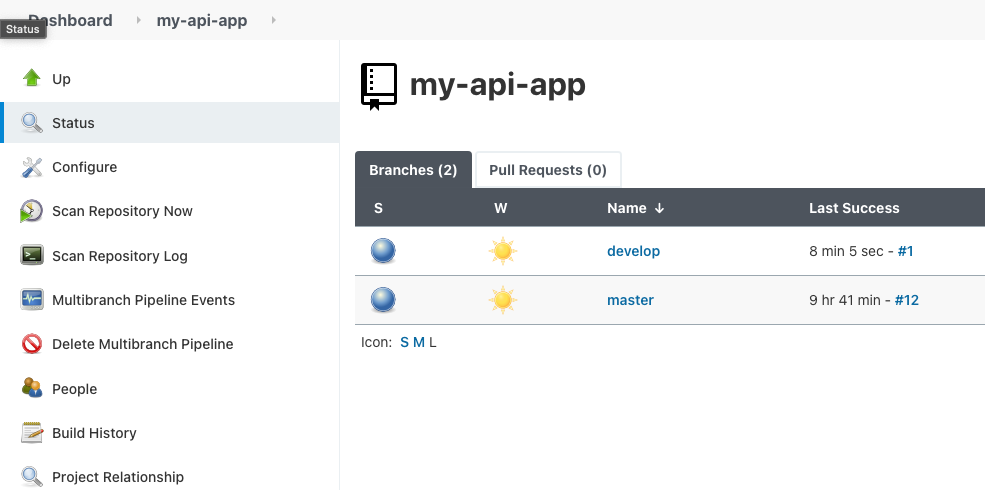 Dashboard my-api-app
Status
Up
Status
Configure
Scan Repository Now
Scan Repository Log
Multibranch Pipeline Events
Delete Multibranch Pipeline
People
Build History
Project Relationship
my-api-app
Branches (2) Pull Requests (0)
S W Name ↓ Last Success
develop 8 min 5 sec - #1
master 9 hr 41 min - #12
Icon: S M L